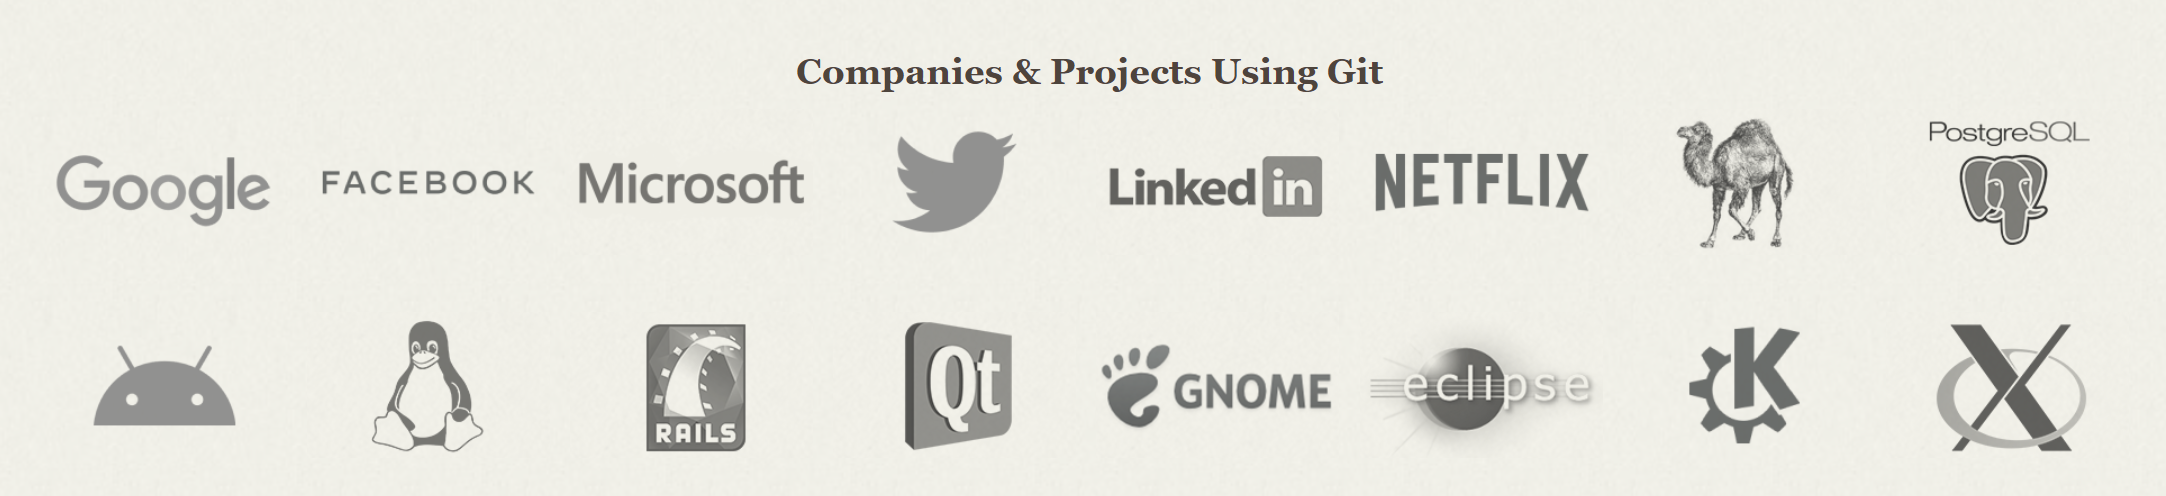 Companies & Projects Using Git
Google
FACEBOOK
Microsoft
Linked in
NETFLIX
PostgreSQL
RAILS
Qt
GNOME
eclipse
K
X